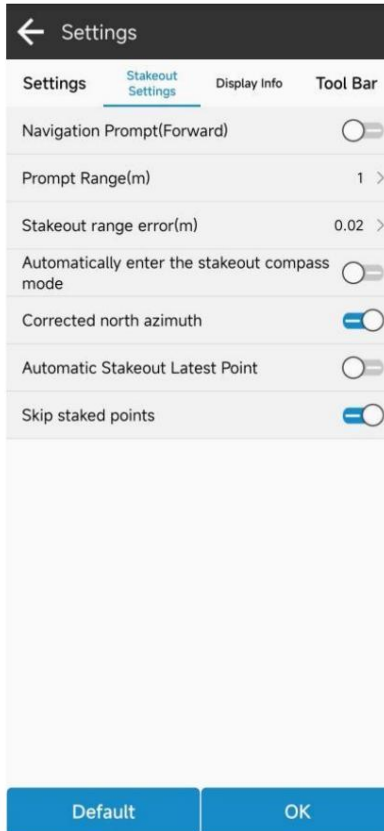 Settings
Settings Stakeout Settings Display Info Tool Bar
Navigation Prompt(Forward)
Prompt Range(m) 1
Stakeout range error(m) 0.02
Automatically enter the stakeout compass
mode
Corrected north azimuth
Automatic Stakeout Latest Point
Skip staked points
Default OK